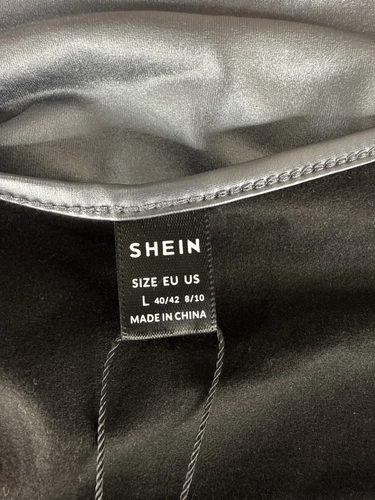 SHEIN
SIZE EU US
L 40/42 8/10
MADE IN CHINA